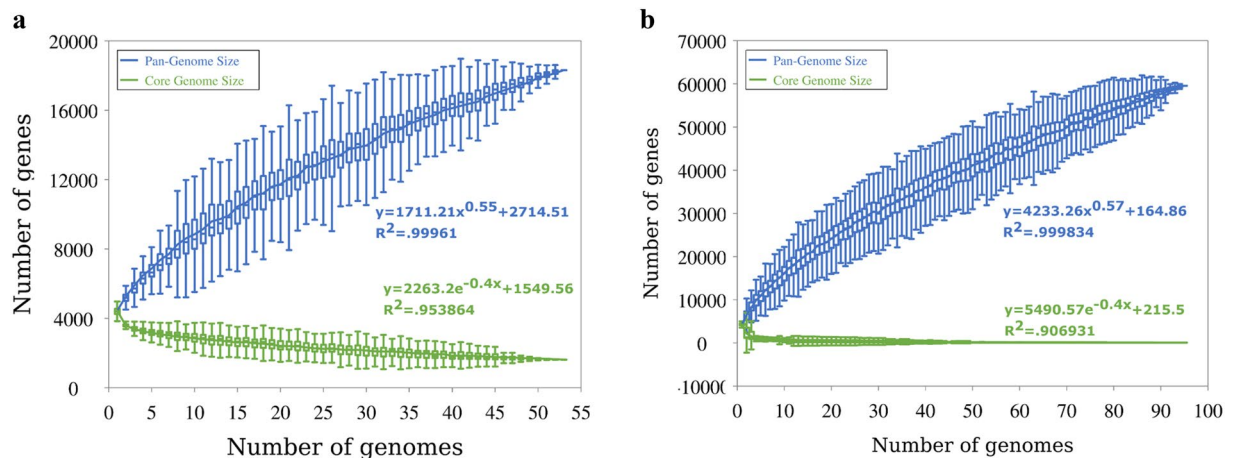 a
20000
16000
12000
8000
4000
0
Number of genes
Pan-Genome Size
Core Genome Size
y=1711.21x^0.55+2714.51
R²=.99961
y=2263.2e^-0.4x+1549.56
R²=.953864
0 5 10 15 20 25 30 35 40 45 50 55
Number of genomes
b
70000
60000
50000
40000
30000
20000
10000
0
-10000
Number of genes
Pan-Genome Size
Core Genome Size
y=4233.26x^0.57+164.86
R²=.999834
y=5490.57e^-0.4x+215.5
R²=.906931
0 10 20 30 40 50 60 70 80 90 100
Number of genomes